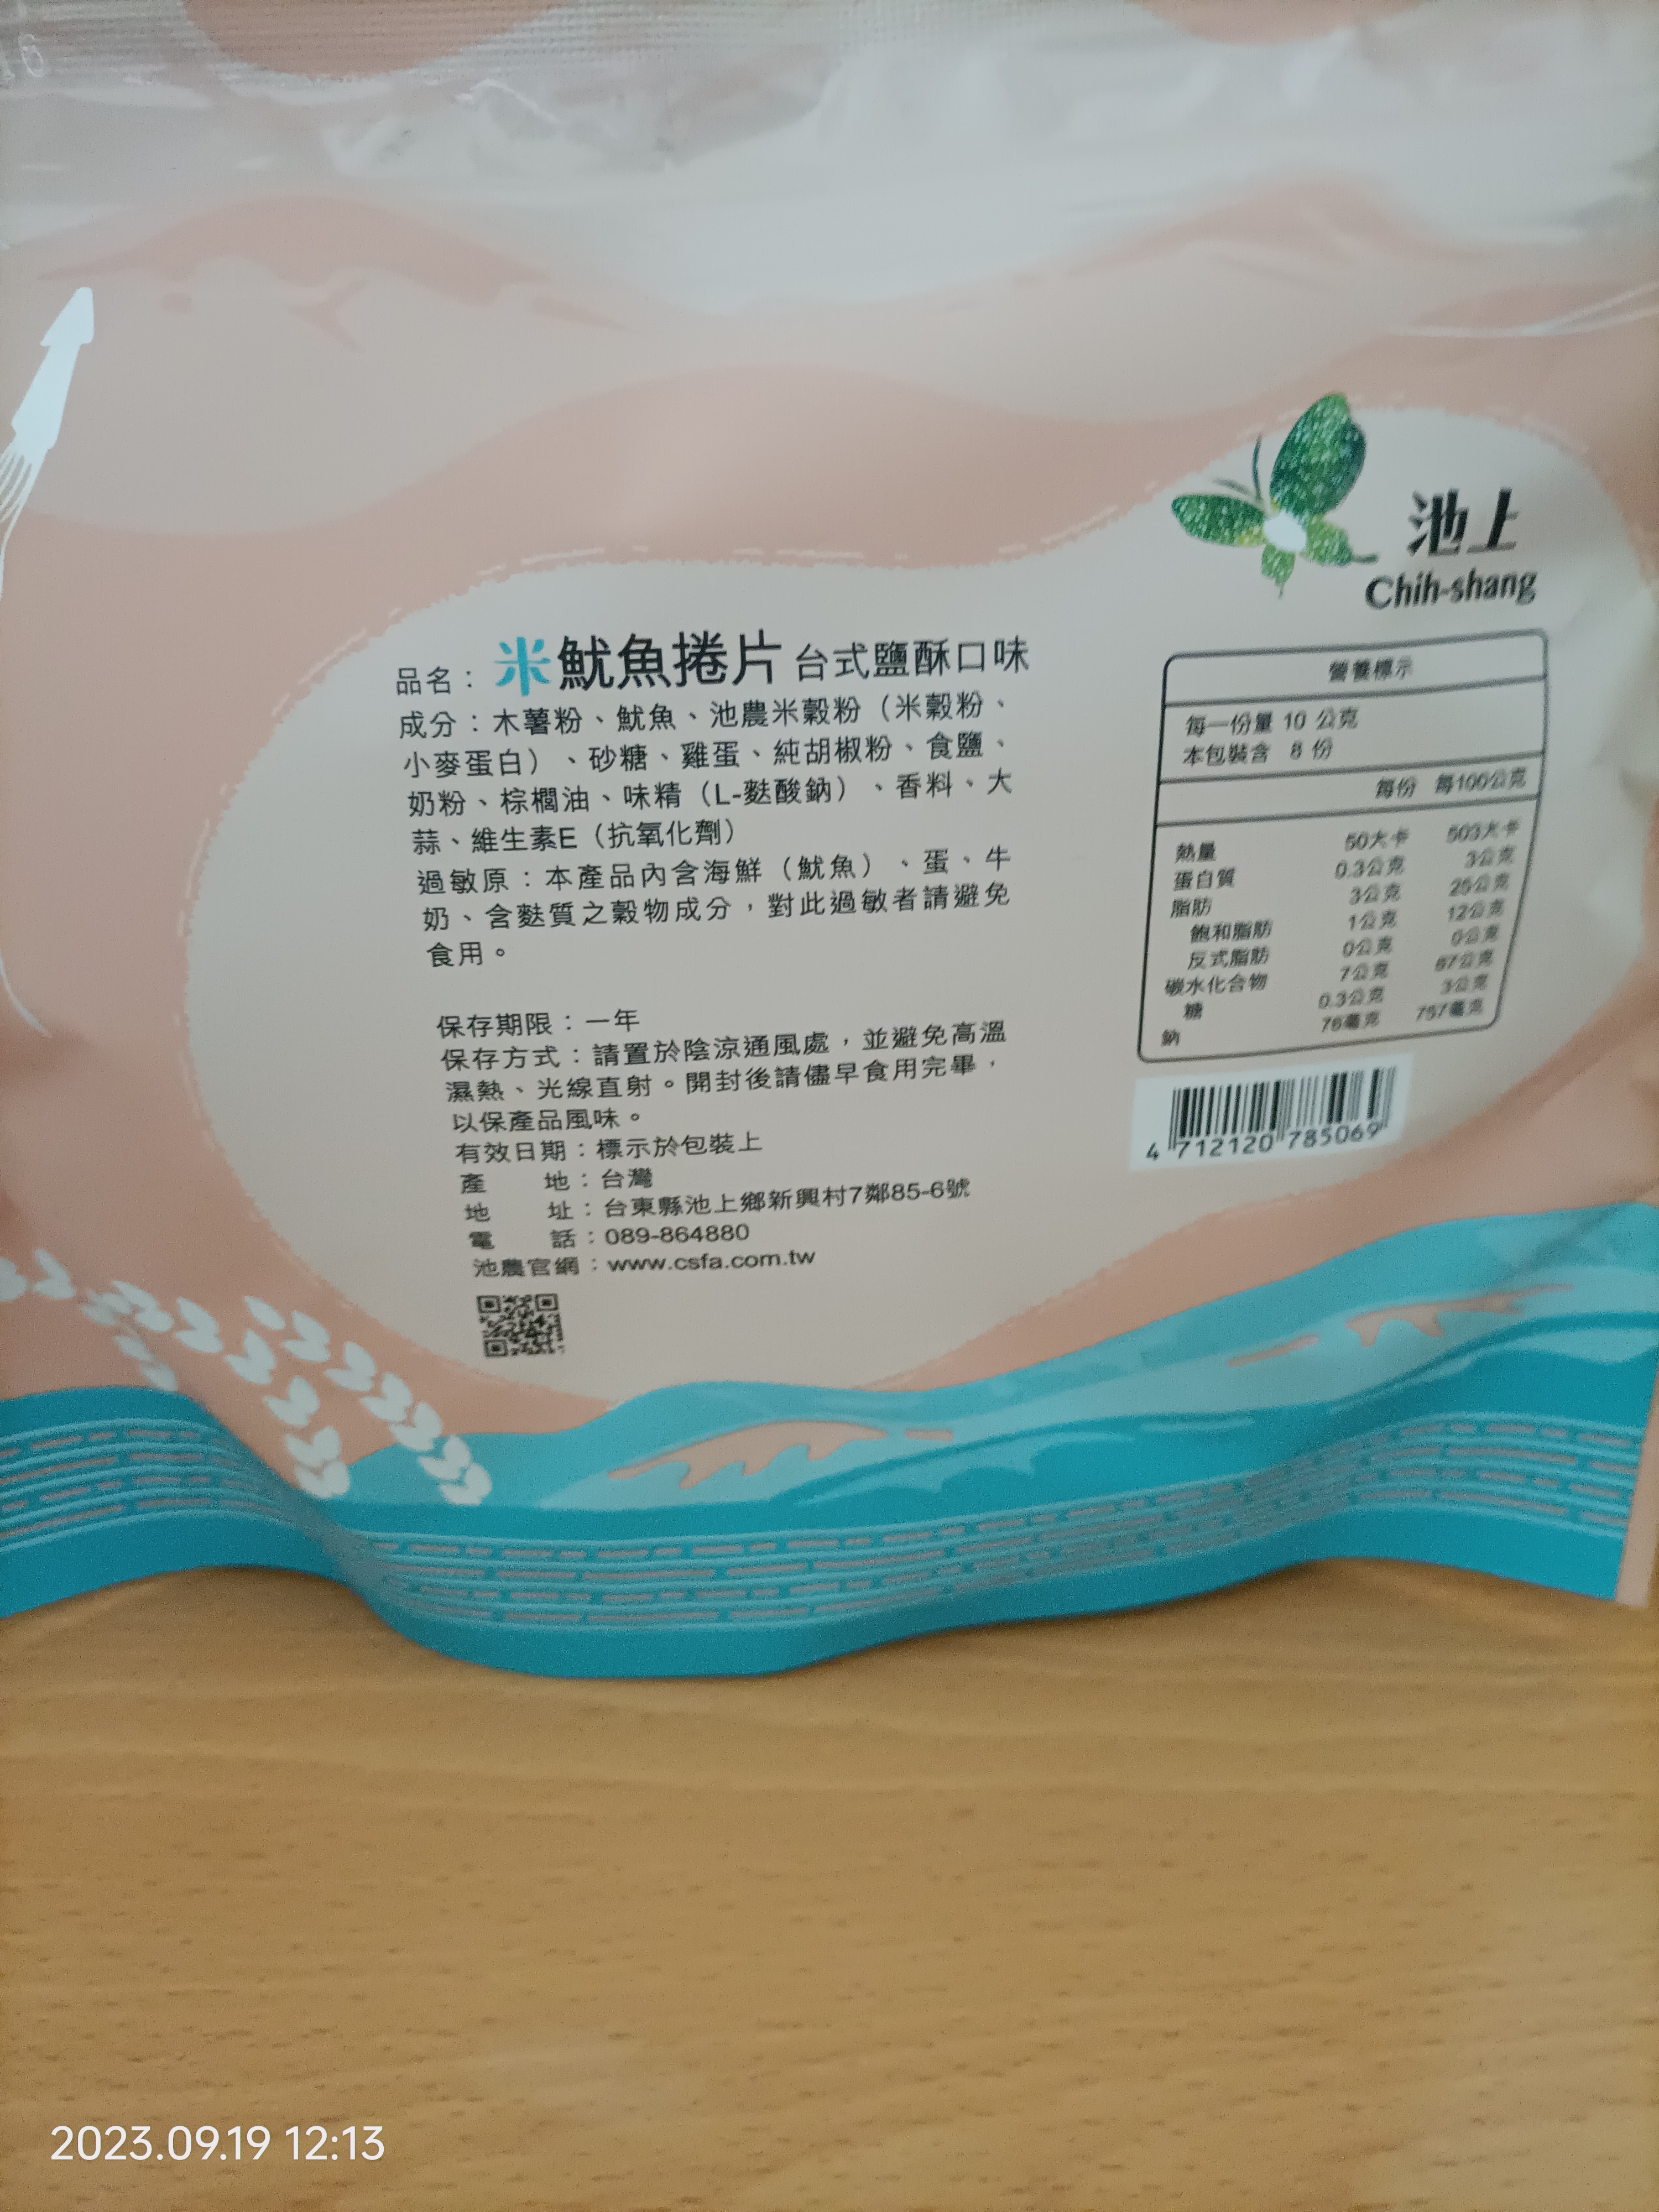 16
池上
Chih-shang
品名：米魷魚捲片 台式鹽酥口味
成分：木薯粉、魷魚、池農米穀粉（米穀粉、
小麥蛋白）、砂糖、雞蛋、純胡椒粉、食鹽、
奶粉、棕櫚油、味精（L-麩酸鈉）、香料、大
蒜、維生素E（抗氧化劑）
過敏原：本產品內含海鮮（魷魚）、蛋、牛
奶、含麩質之穀物成分，對此過敏者請避免
食用。
保存期限：一年
保存方式：請置於陰涼通風處，並避免高溫
濕熱、光線直射。開封後請儘早食用完畢，
以保產品風味。
有效日期：標示於包裝上
產 地：台灣
地 址：台東縣池上鄉新興村7鄰85-6號
電 話：089-864880
池農官網：www.csfa.com.tw
營養標示
每一份量 10 公克
本包裝含 8 份
每份 每100公克
熱量 50大卡 503大卡
蛋白質 0.3公克 3公克
脂肪 3公克 25公克
飽和脂肪 1公克 12公克
反式脂肪 0公克 0公克
碳水化合物 7公克 67公克
糖 0.3公克 3公克
鈉 76毫克 757毫克
4 712120 785069
2023.09.19 12:13